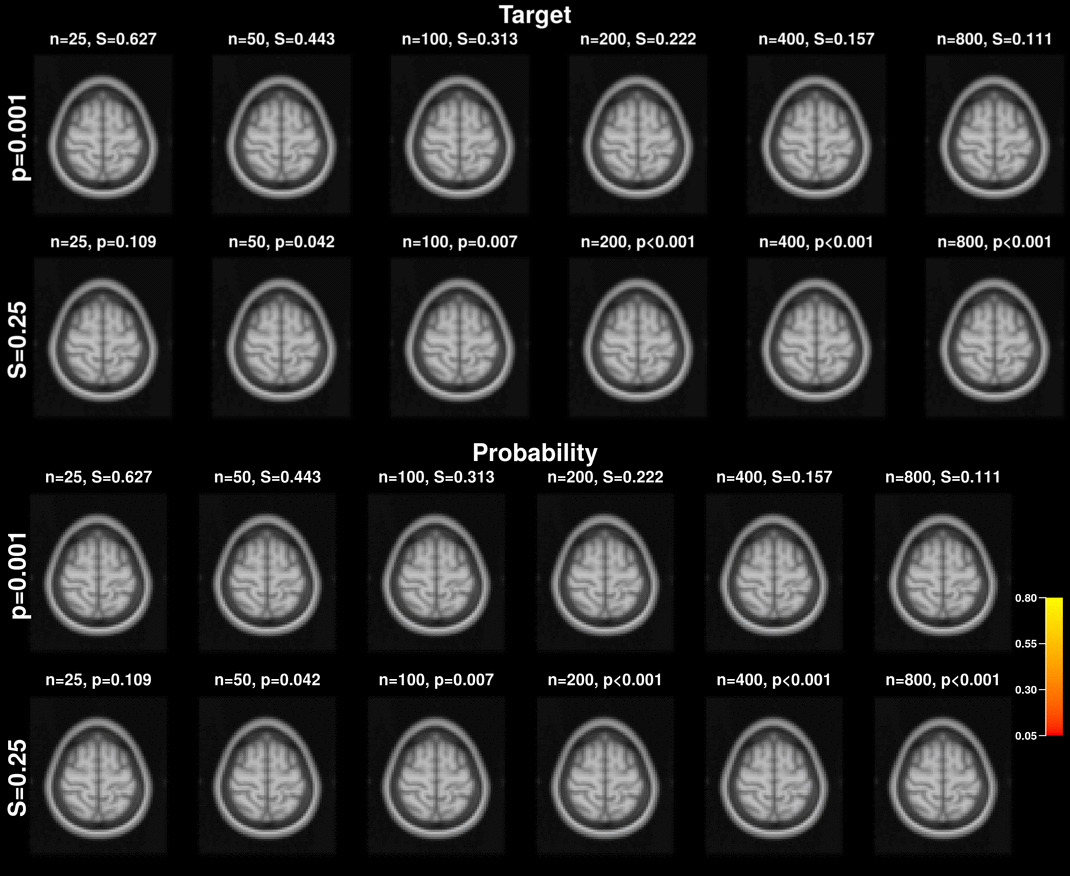 Target
n=25, S=0.627 n=50, S=0.443 n=100, S=0.313 n=200, S=0.222 n=400, S=0.157 n=800, S=0.111
p=0.001
n=25, p=0.109 n=50, p=0.042 n=100, p=0.007 n=200, p<0.001 n=400, p<0.001 n=800, p<0.001
S=0.25
Probability
n=25, S=0.627 n=50, S=0.443 n=100, S=0.313 n=200, S=0.222 n=400, S=0.157 n=800, S=0.111
p=0.001
n=25, p=0.109 n=50, p=0.042 n=100, p=0.007 n=200, p<0.001 n=400, p<0.001 n=800, p<0.001
S=0.25
0.80
0.55
0.30
0.05